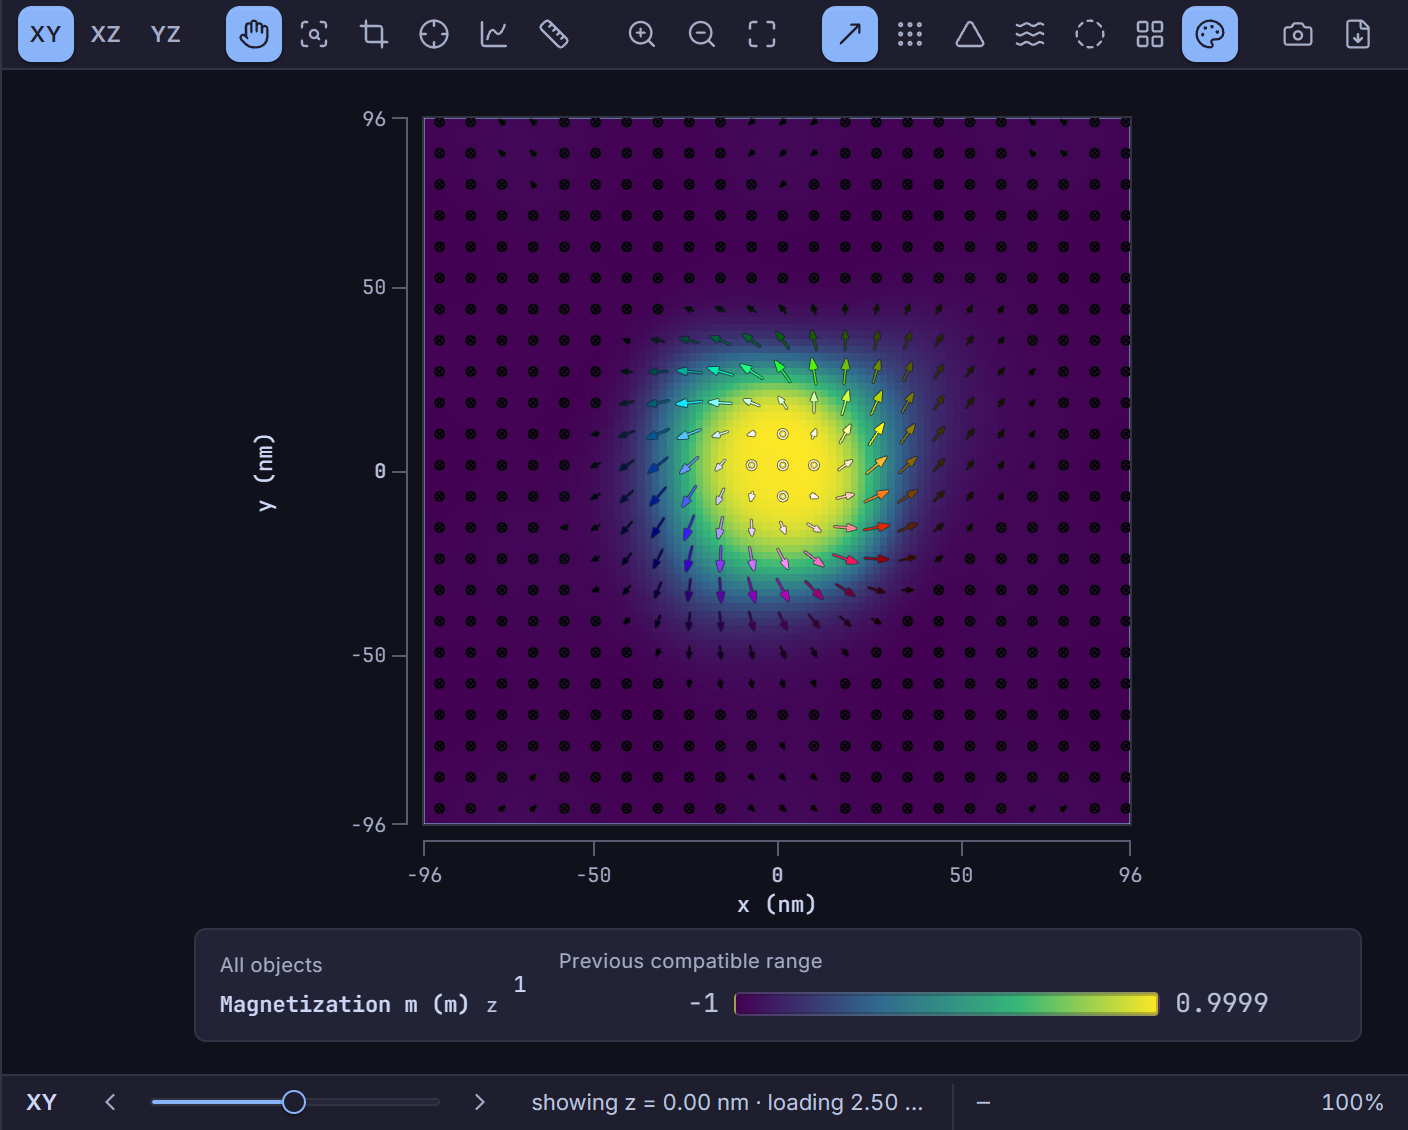 XY XZ YZ
96
50
0
-50
-96
y (nm)
-96 -50 0 50 96
x (nm)
All objects
Magnetization m (m) z 1
Previous compatible range
-1 0.9999
XY showing z = 0.00 nm · loading 2.50 ... – 100%